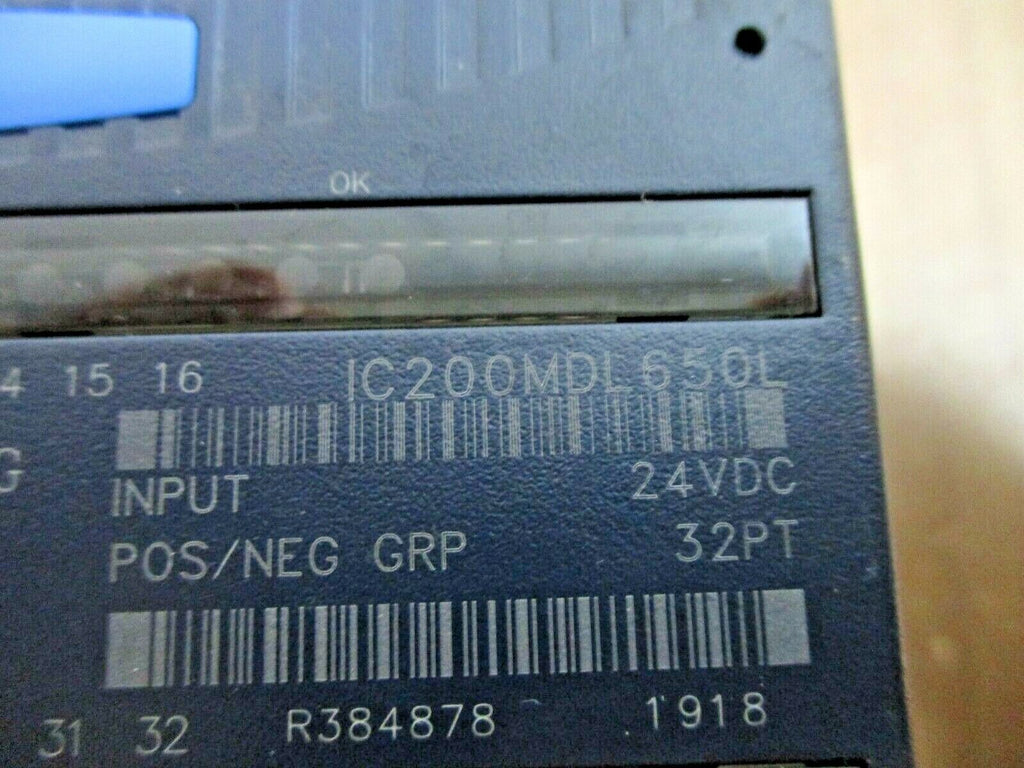 OK
4 15 16 IC200MDL650L
G
INPUT 24VDC
POS/NEG GRP 32PT
31 32 R384878 1918